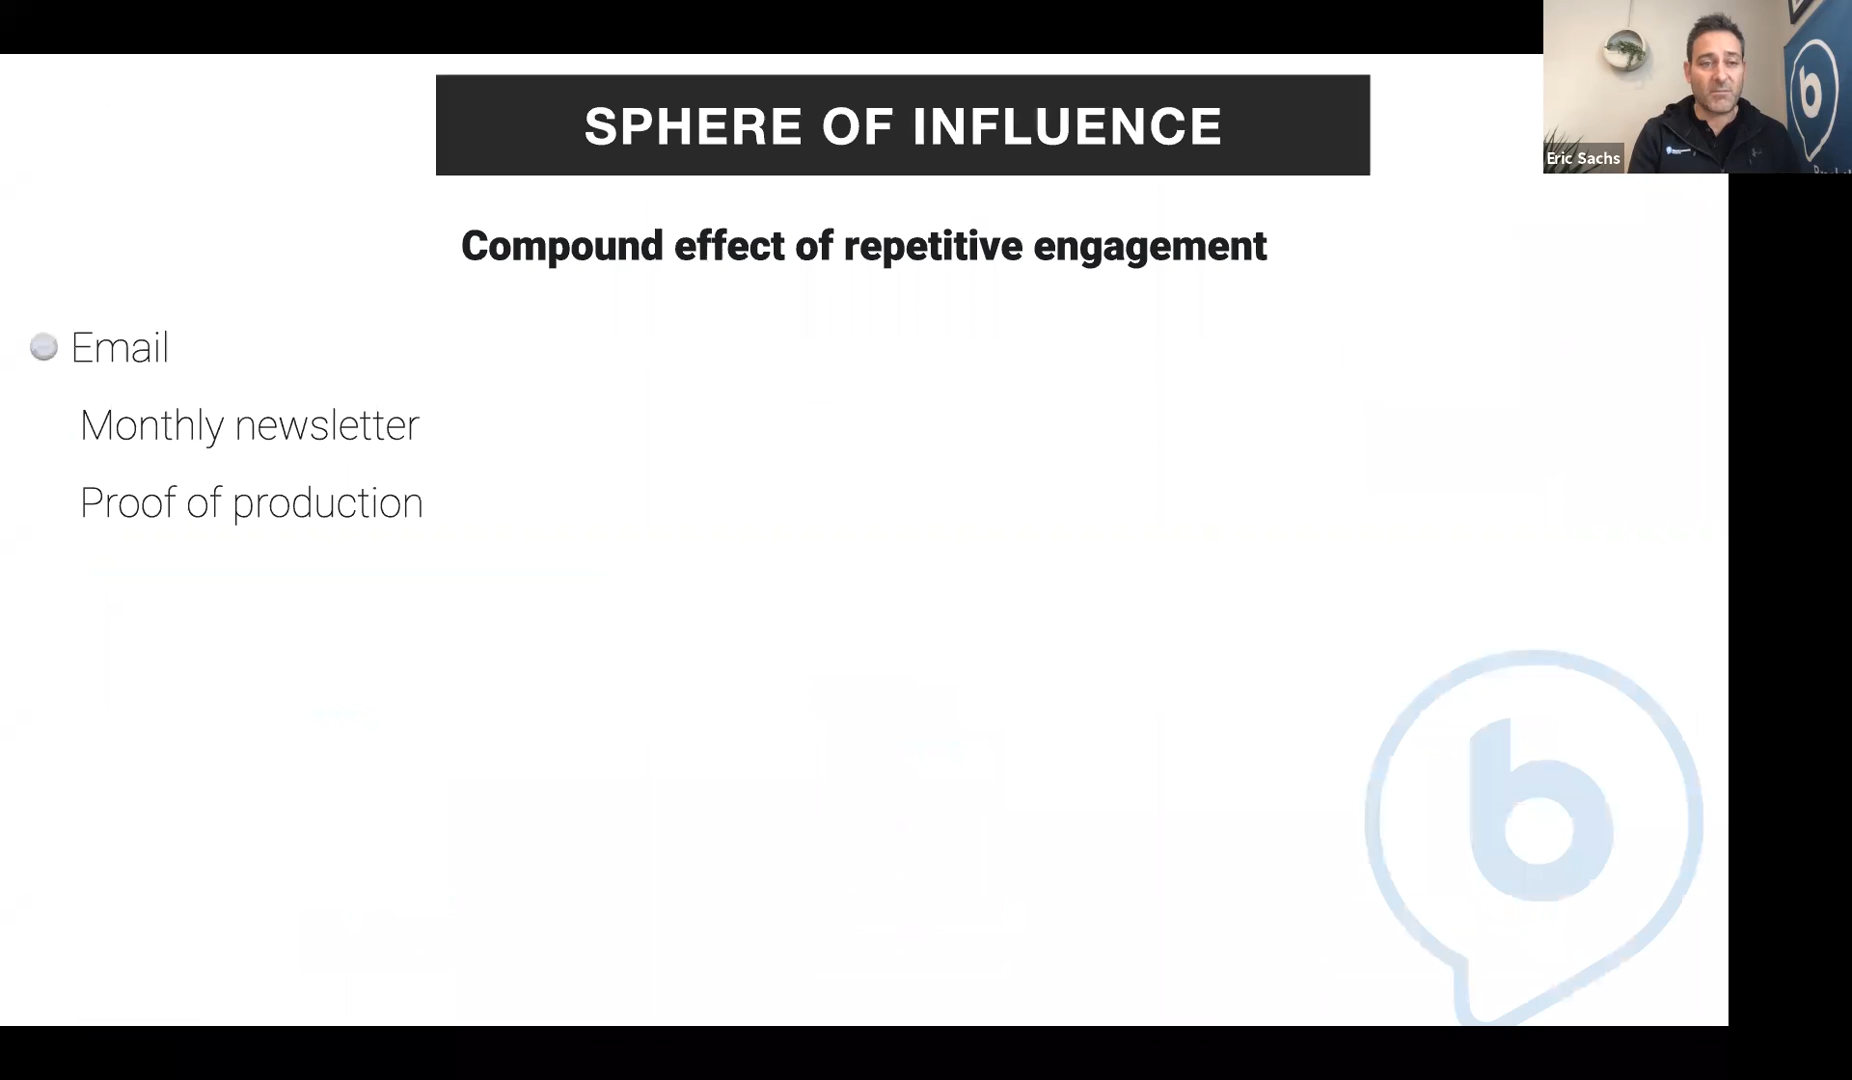 SPHERE OF INFLUENCE
Eric Sachs
Compound effect of repetitive engagement
Email
Monthly newsletter
Proof of production
b
b